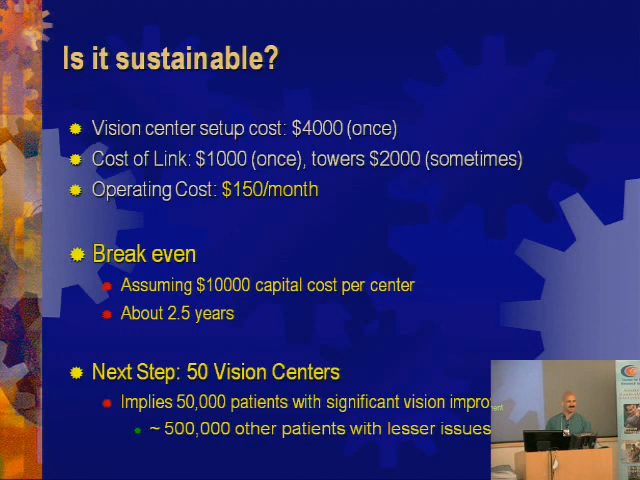 Is it sustainable?
Vision center setup cost: $4000 (once)
Cost of Link: $1000 (once), towers $2000 (sometimes)
Operating Cost: $150/month
Break even
Assuming $10000 capital cost per center
About 2.5 years
Next Step: 50 Vision Centers
Implies 50,000 patients with significant vision impro
~ 500,000 other patients with lesser issues